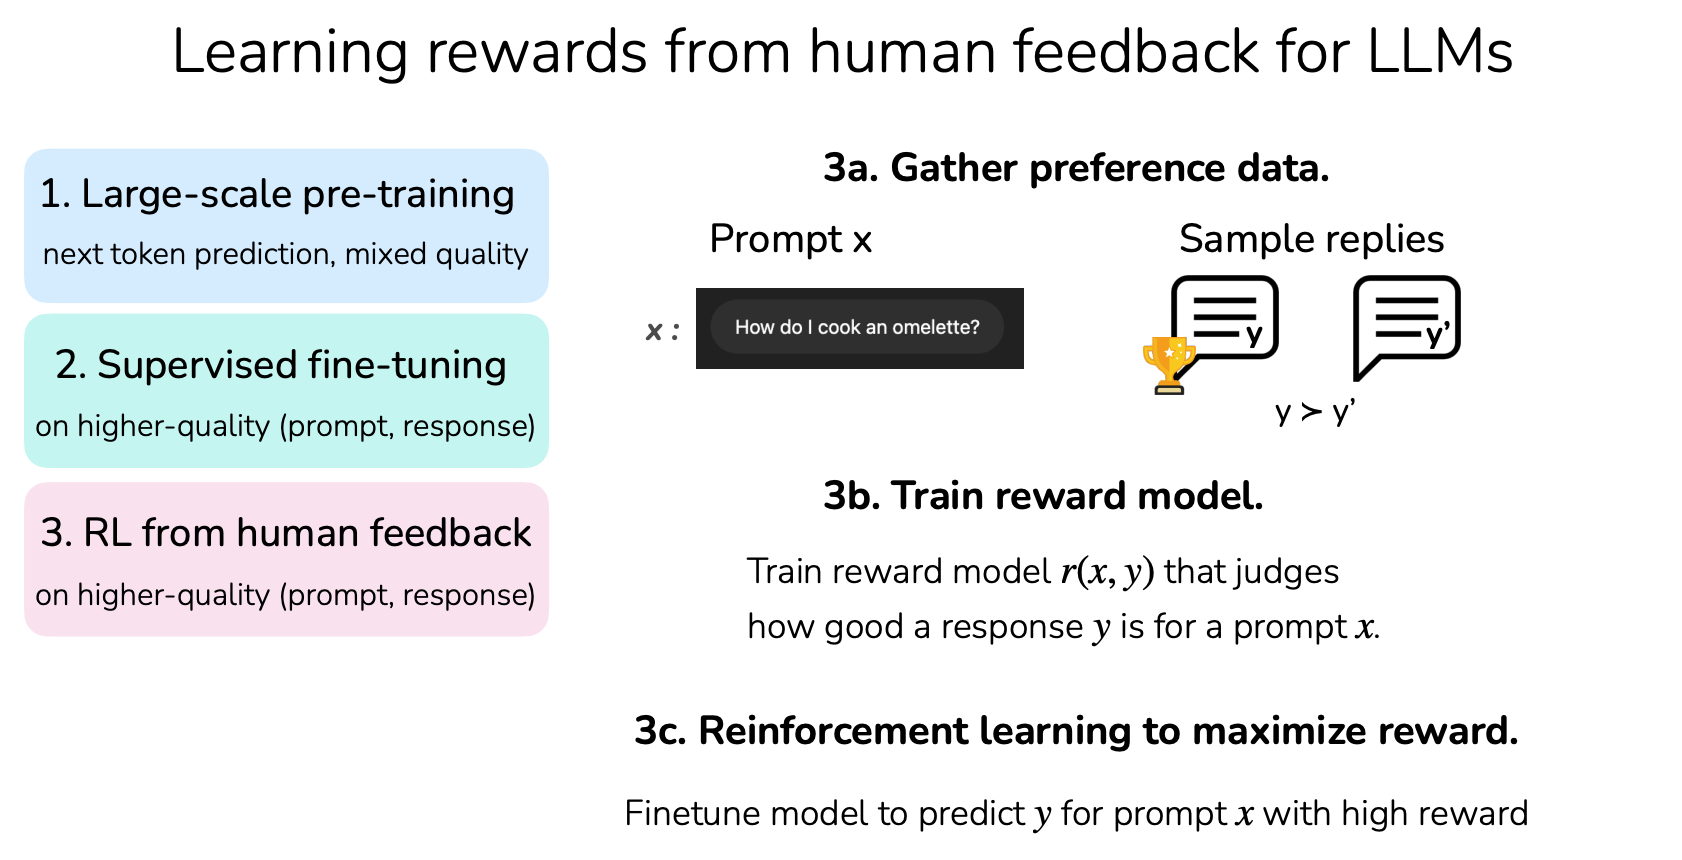 Learning rewards from human feedback for LLMs
1. Large-scale pre-training
next token prediction, mixed quality
2. Supervised fine-tuning
on higher-quality (prompt, response)
3. RL from human feedback
on higher-quality (prompt, response)
3a. Gather preference data.
Prompt x
Sample replies
x :
How do I cook an omelette?
y
y’
y ≻ y’
3b. Train reward model.
Train reward model r(x, y) that judges
how good a response y is for a prompt x.
3c. Reinforcement learning to maximize reward.
Finetune model to predict y for prompt x with high reward